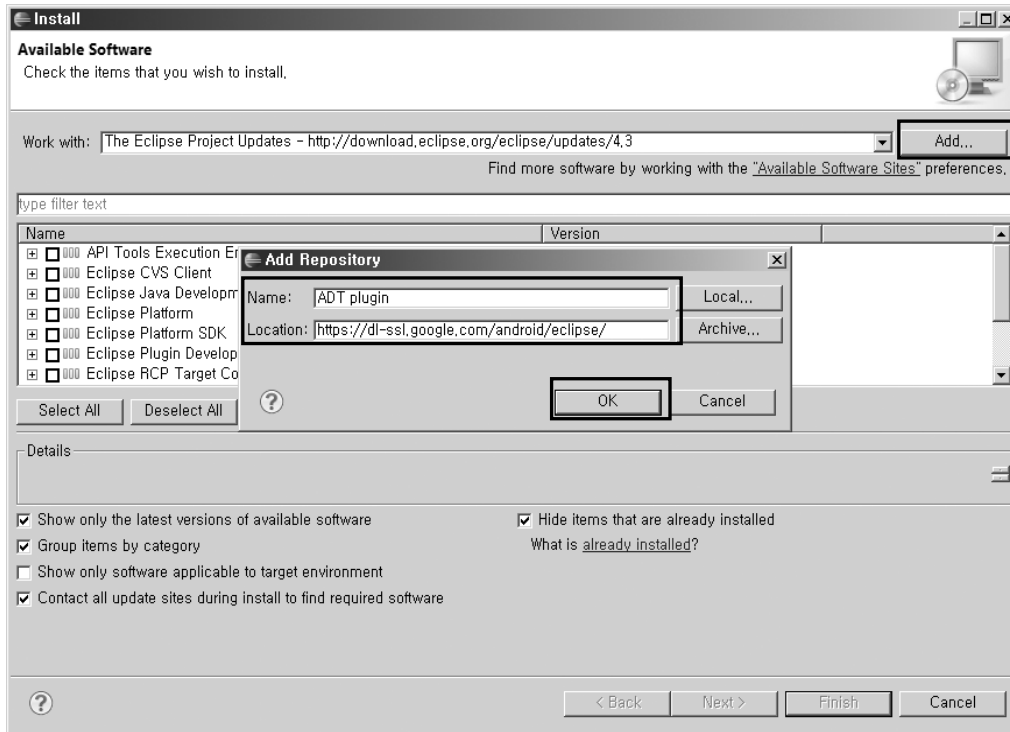 Install
Available Software
Check the items that you wish to install,
Work with: The Eclipse Project Updates - http://download,eclipse,org/eclipse/updates/4,3 Add,,,
Find more software by working with the "Available Software Sites" preferences,
type filter text
Name Version
API Tools Execution
Eclipse CVS Client
Eclipse Java
Eclipse Platform
Eclipse Platform SDK
Eclipse Plugin
Eclipse RCP Target
Add Repository
Name: ADT plugin Local,,,
Location: https://dl-ssl,google,com/android/eclipse/ Archive,,,
OK Cancel
Select All Deselect All
Details
Show only the latest versions of available software
Hide items that are already installed
Group items by category
What is already installed?
Show only software applicable to target environment
Contact all update sites during install to find required software
< Back Next > Finish Cancel